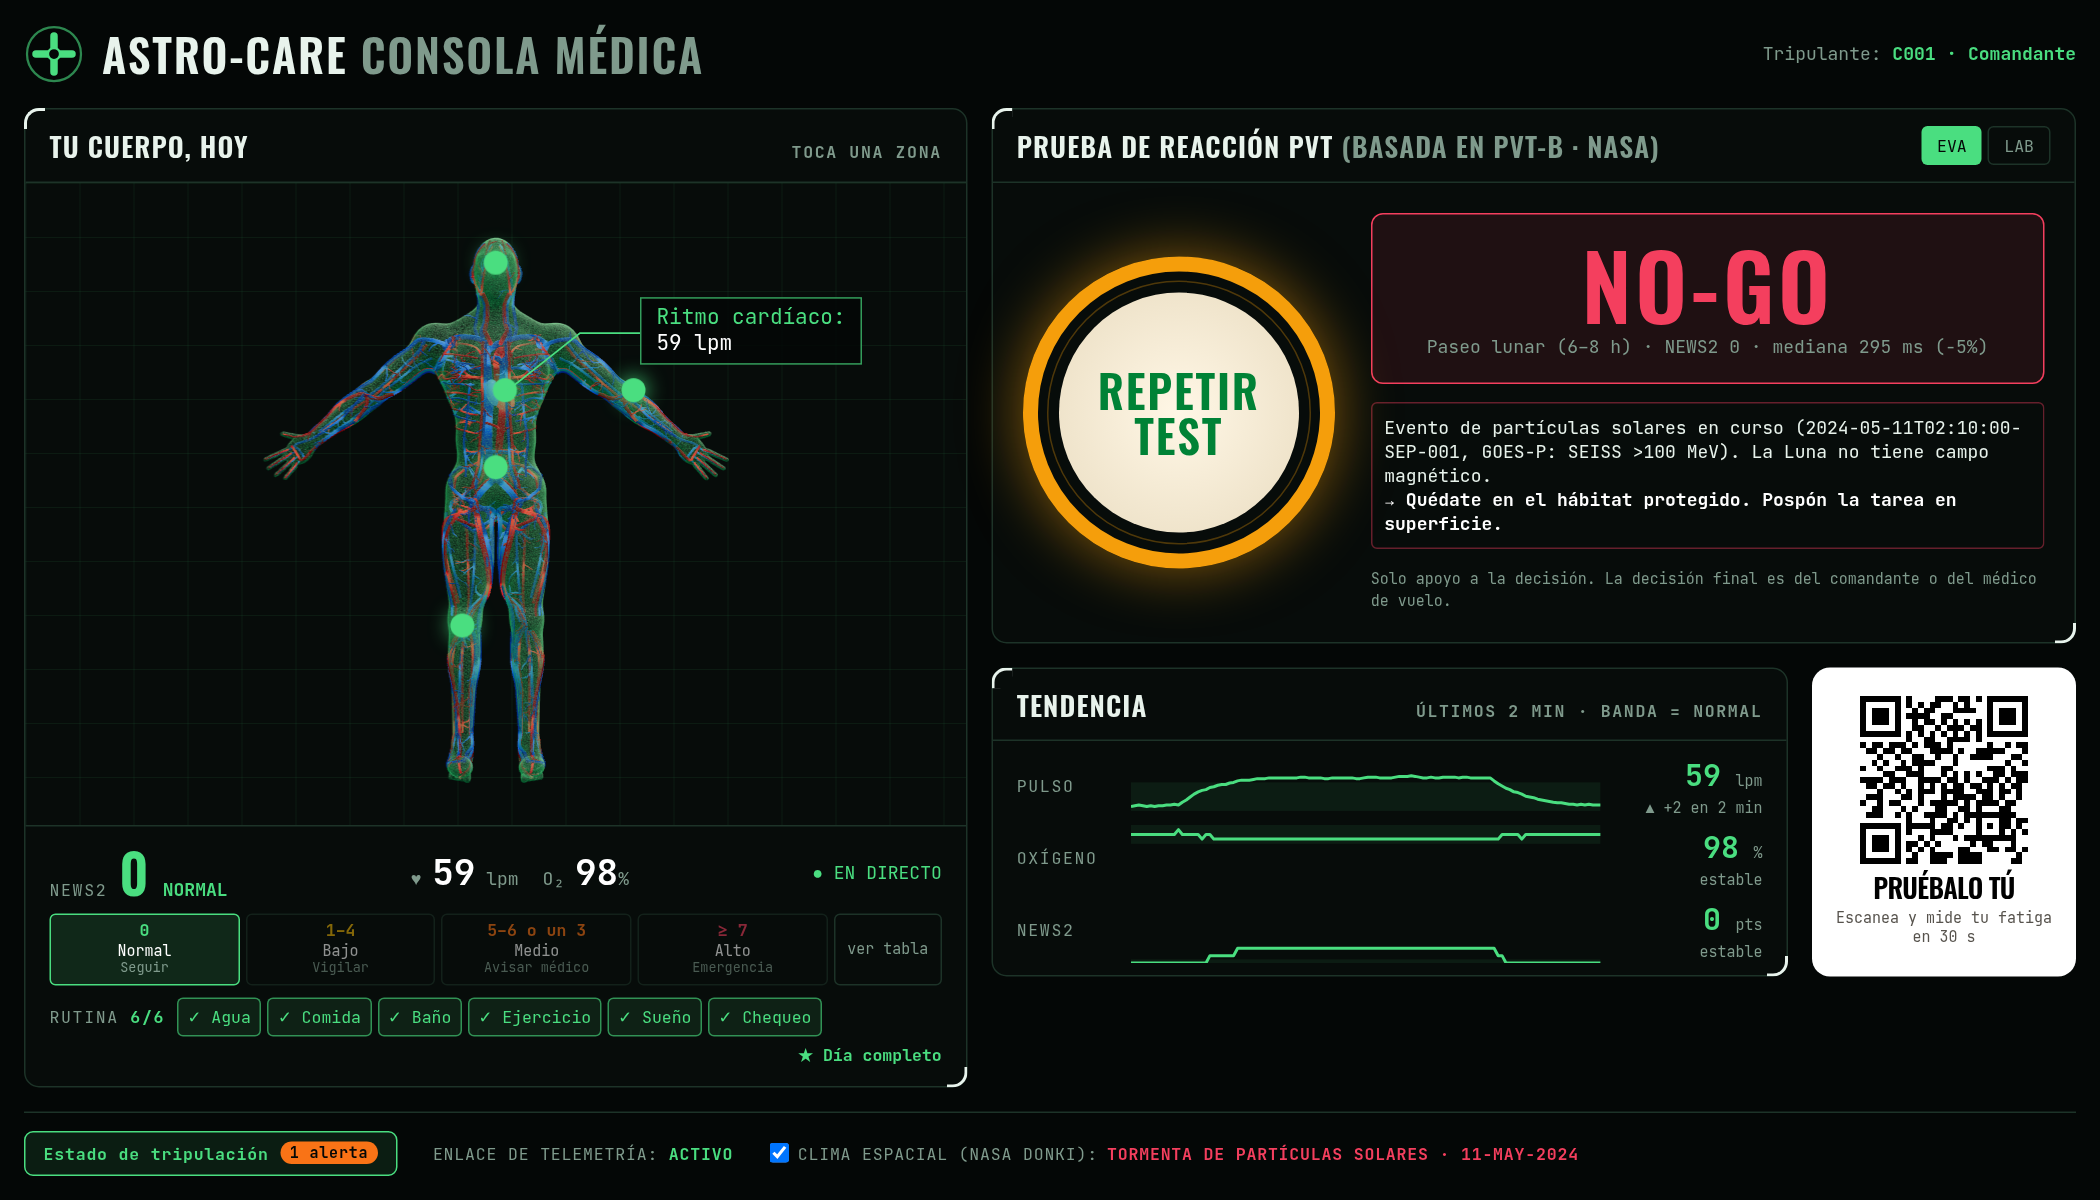 ASTRO-CARE CONSOLA MÉDICA
Tripulante: C001 · Comandante
TU CUERPO, HOY
TOCA UNA ZONA
Ritmo cardíaco:
59 lpm
NEWS2 0 NORMAL
♥ 59 lpm O₂ 98%
● EN DIRECTO
0
Normal
Seguir
1–4
Bajo
Vigilar
5–6 o un 3
Medio
Avisar médico
≥ 7
Alto
Emergencia
ver tabla
RUTINA 6/6 ✓ Agua ✓ Comida ✓ Baño ✓ Ejercicio ✓ Sueño ✓ Chequeo
★ Día completo
PRUEBA DE REACCIÓN PVT (BASADA EN PVT-B · NASA)
EVA LAB
REPETIR
TEST
NO-GO
Paseo lunar (6–8 h) · NEWS2 0 · mediana 295 ms (-5%)
Evento de partículas solares en curso (2024-05-11T02:10:00-
SEP-001, GOES-P: SEISS >100 MeV). La Luna no tiene campo
magnético.
→ Quédate en el hábitat protegido. Pospón la tarea en
superficie.
Solo apoyo a la decisión. La decisión final es del comandante o del médico
de vuelo.
TENDENCIA
ÚLTIMOS 2 MIN · BANDA = NORMAL
PULSO
59 lpm
▲ +2 en 2 min
OXÍGENO
98 %
estable
NEWS2
0 pts
estable
PRUÉBALO TÚ
Escanea y mide tu fatiga
en 30 s
Estado de tripulación 1 alerta
ENLACE DE TELEMETRÍA: ACTIVO
CLIMA ESPACIAL (NASA DONKI): TORMENTA DE PARTÍCULAS SOLARES · 11-MAY-2024